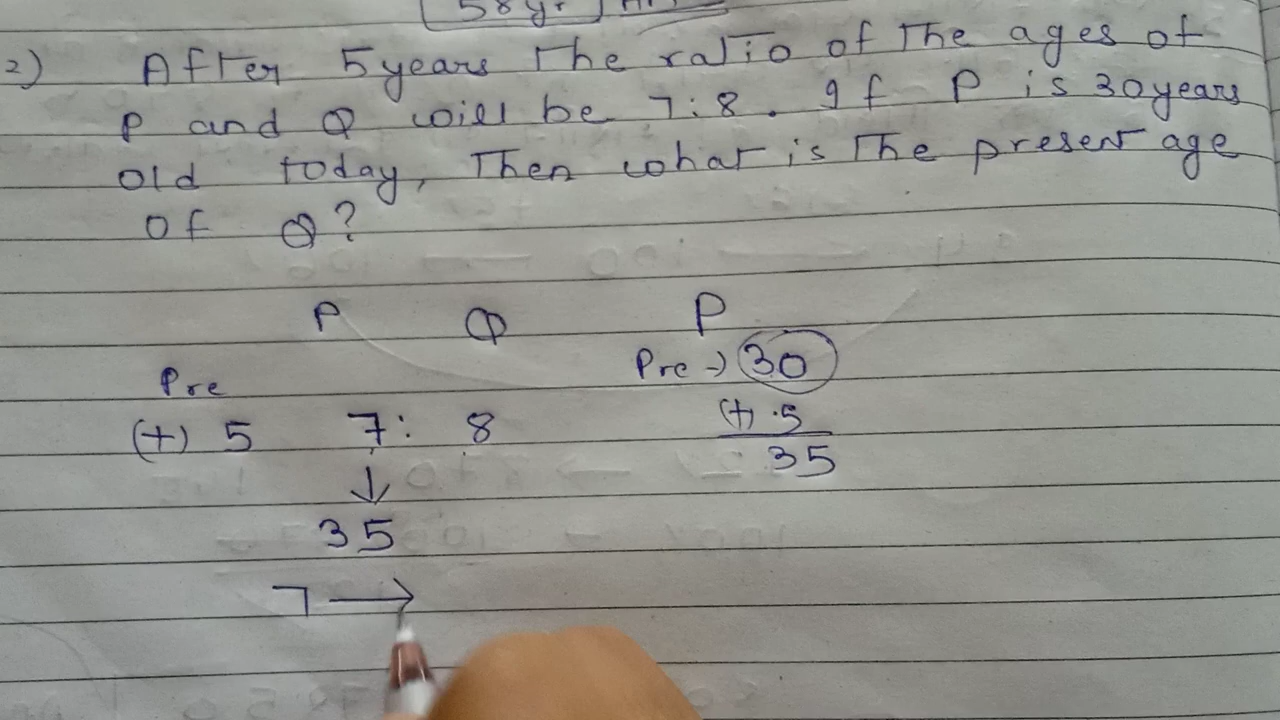 58yr
2) After 5years the ratio of the ages of
P and Q will be 7:8. If P is 30years
old today, Then what is the present age
of Q?
P Q P
Pre → 30
Pre
(+) 5 7: 8 (+) 5
35
↓
35
7 →